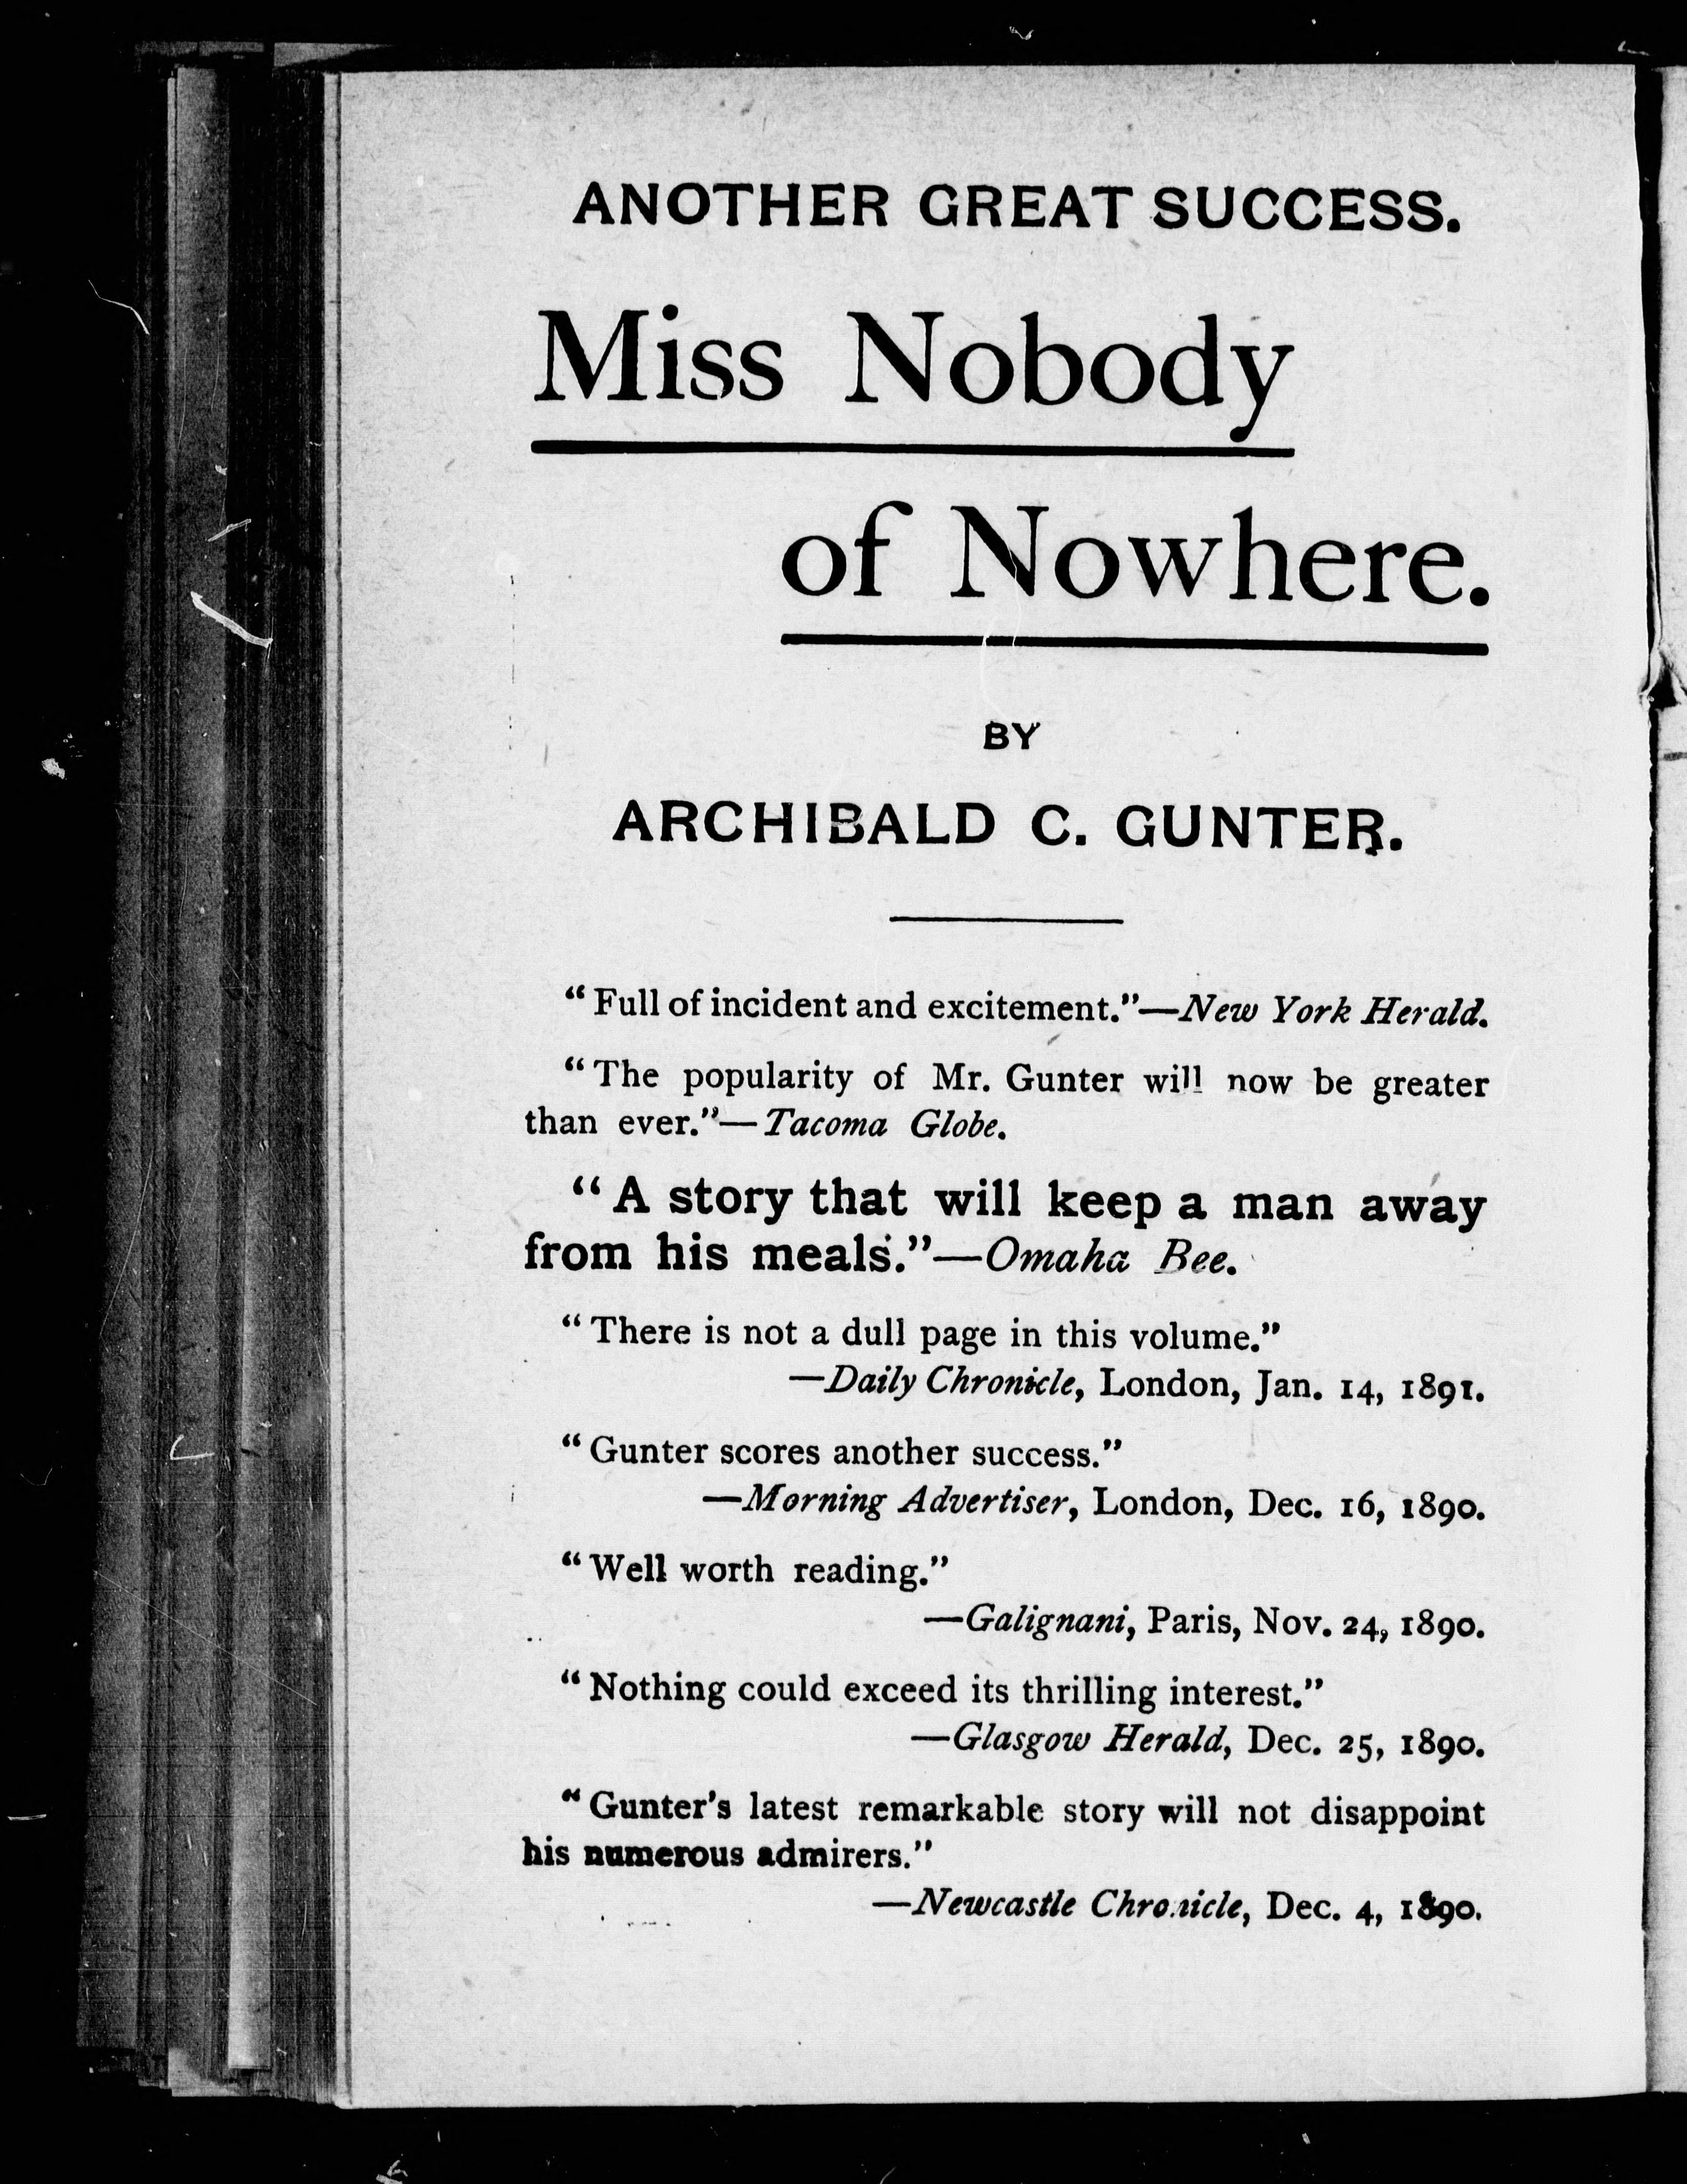 ANOTHER GREAT SUCCESS.
Miss Nobody
of Nowhere.
BY
ARCHIBALD C. GUNTER.
“Full of incident and excitement.”—New York Herald.
“The popularity of Mr. Gunter will now be greater
than ever.”—Tacoma Globe.
“A story that will keep a man away
from his meals.”—Omaha Bee.
“There is not a dull page in this volume.”
—Daily Chronicle, London, Jan. 14, 1891.
“Gunter scores another success.”
—Morning Advertiser, London, Dec. 16, 1890.
“Well worth reading.”
—Galignani, Paris, Nov. 24, 1890.
“Nothing could exceed its thrilling interest.”
—Glasgow Herald, Dec. 25, 1890.
“Gunter’s latest remarkable story will not disappoint
his numerous admirers.”
—Newcastle Chronicle, Dec. 4, 1890.